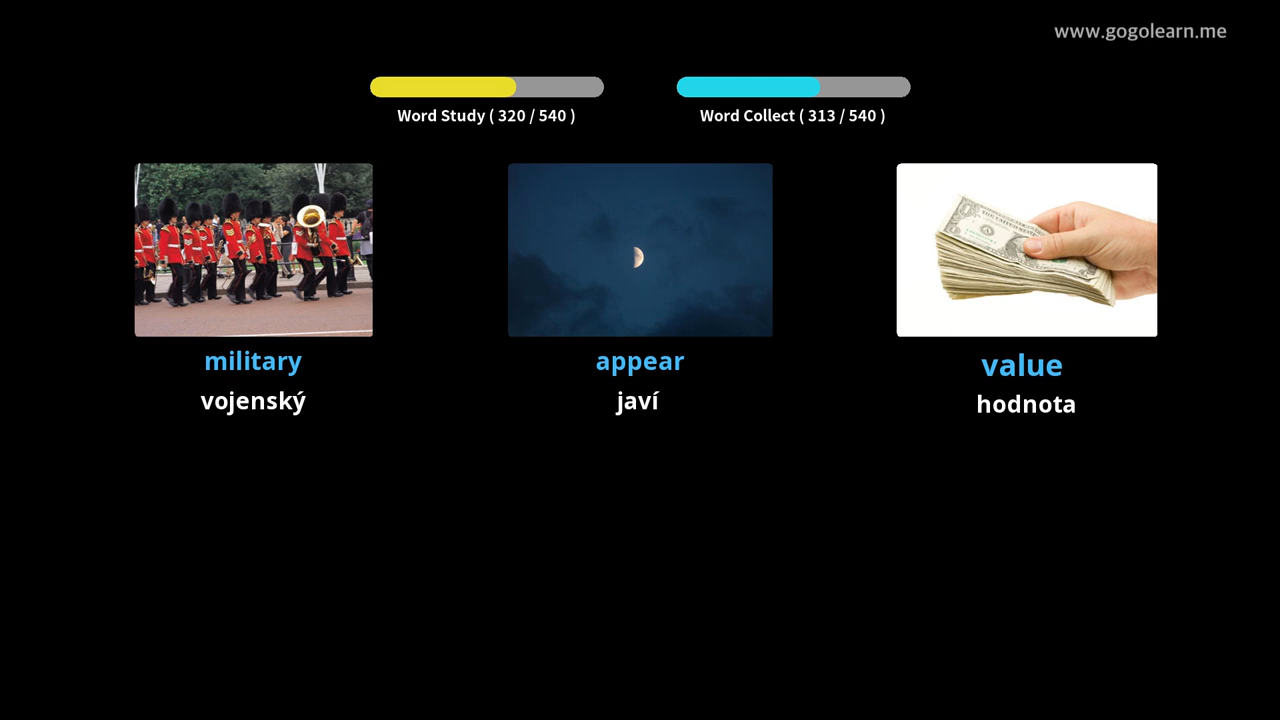 www.gogolearn.me
Word Study ( 320 / 540 )
Word Collect ( 313 / 540 )
military
appear
value
vojenský
javí
hodnota